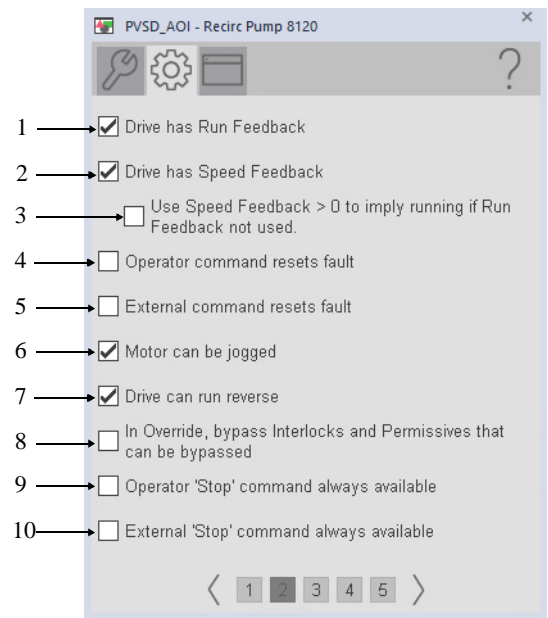 PVSD_AOI - Recirc Pump 8120
?
1 Drive has Run Feedback
2 Drive has Speed Feedback
3 Use Speed Feedback > 0 to imply running if Run
Feedback not used.
4 Operator command resets fault
5 External command resets fault
6 Motor can be jogged
7 Drive can run reverse
8 In Override, bypass Interlocks and Permissives that
can be bypassed
9 Operator 'Stop' command always available
10 External 'Stop' command always available
1 2 3 4 5